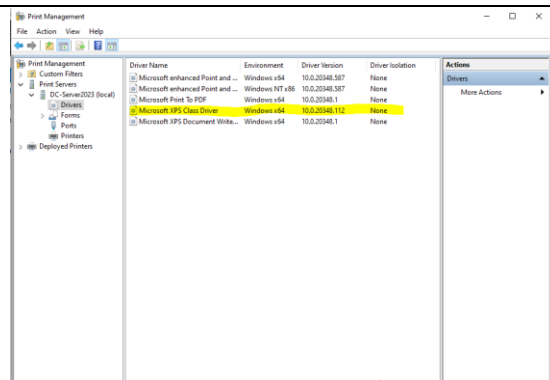 Print Management
File Action View Help
Print Management
Custom Filters
Print Servers
DC-Server2023 (local)
Drivers
Forms
Ports
Printers
Deployed Printers
Driver Name Environment Driver Version Driver Isolation
Microsoft enhanced Point and ... Windows x64 10.0.20348.587 None
Microsoft enhanced Point and ... Windows NT x86 10.0.20348.587 None
Microsoft Print To PDF Windows x64 10.0.20348.1 None
Microsoft XPS Class Driver Windows x64 10.0.20348.112 None
Microsoft XPS Document Write... Windows x64 10.0.20348.1 None
Actions
Drivers
More Actions